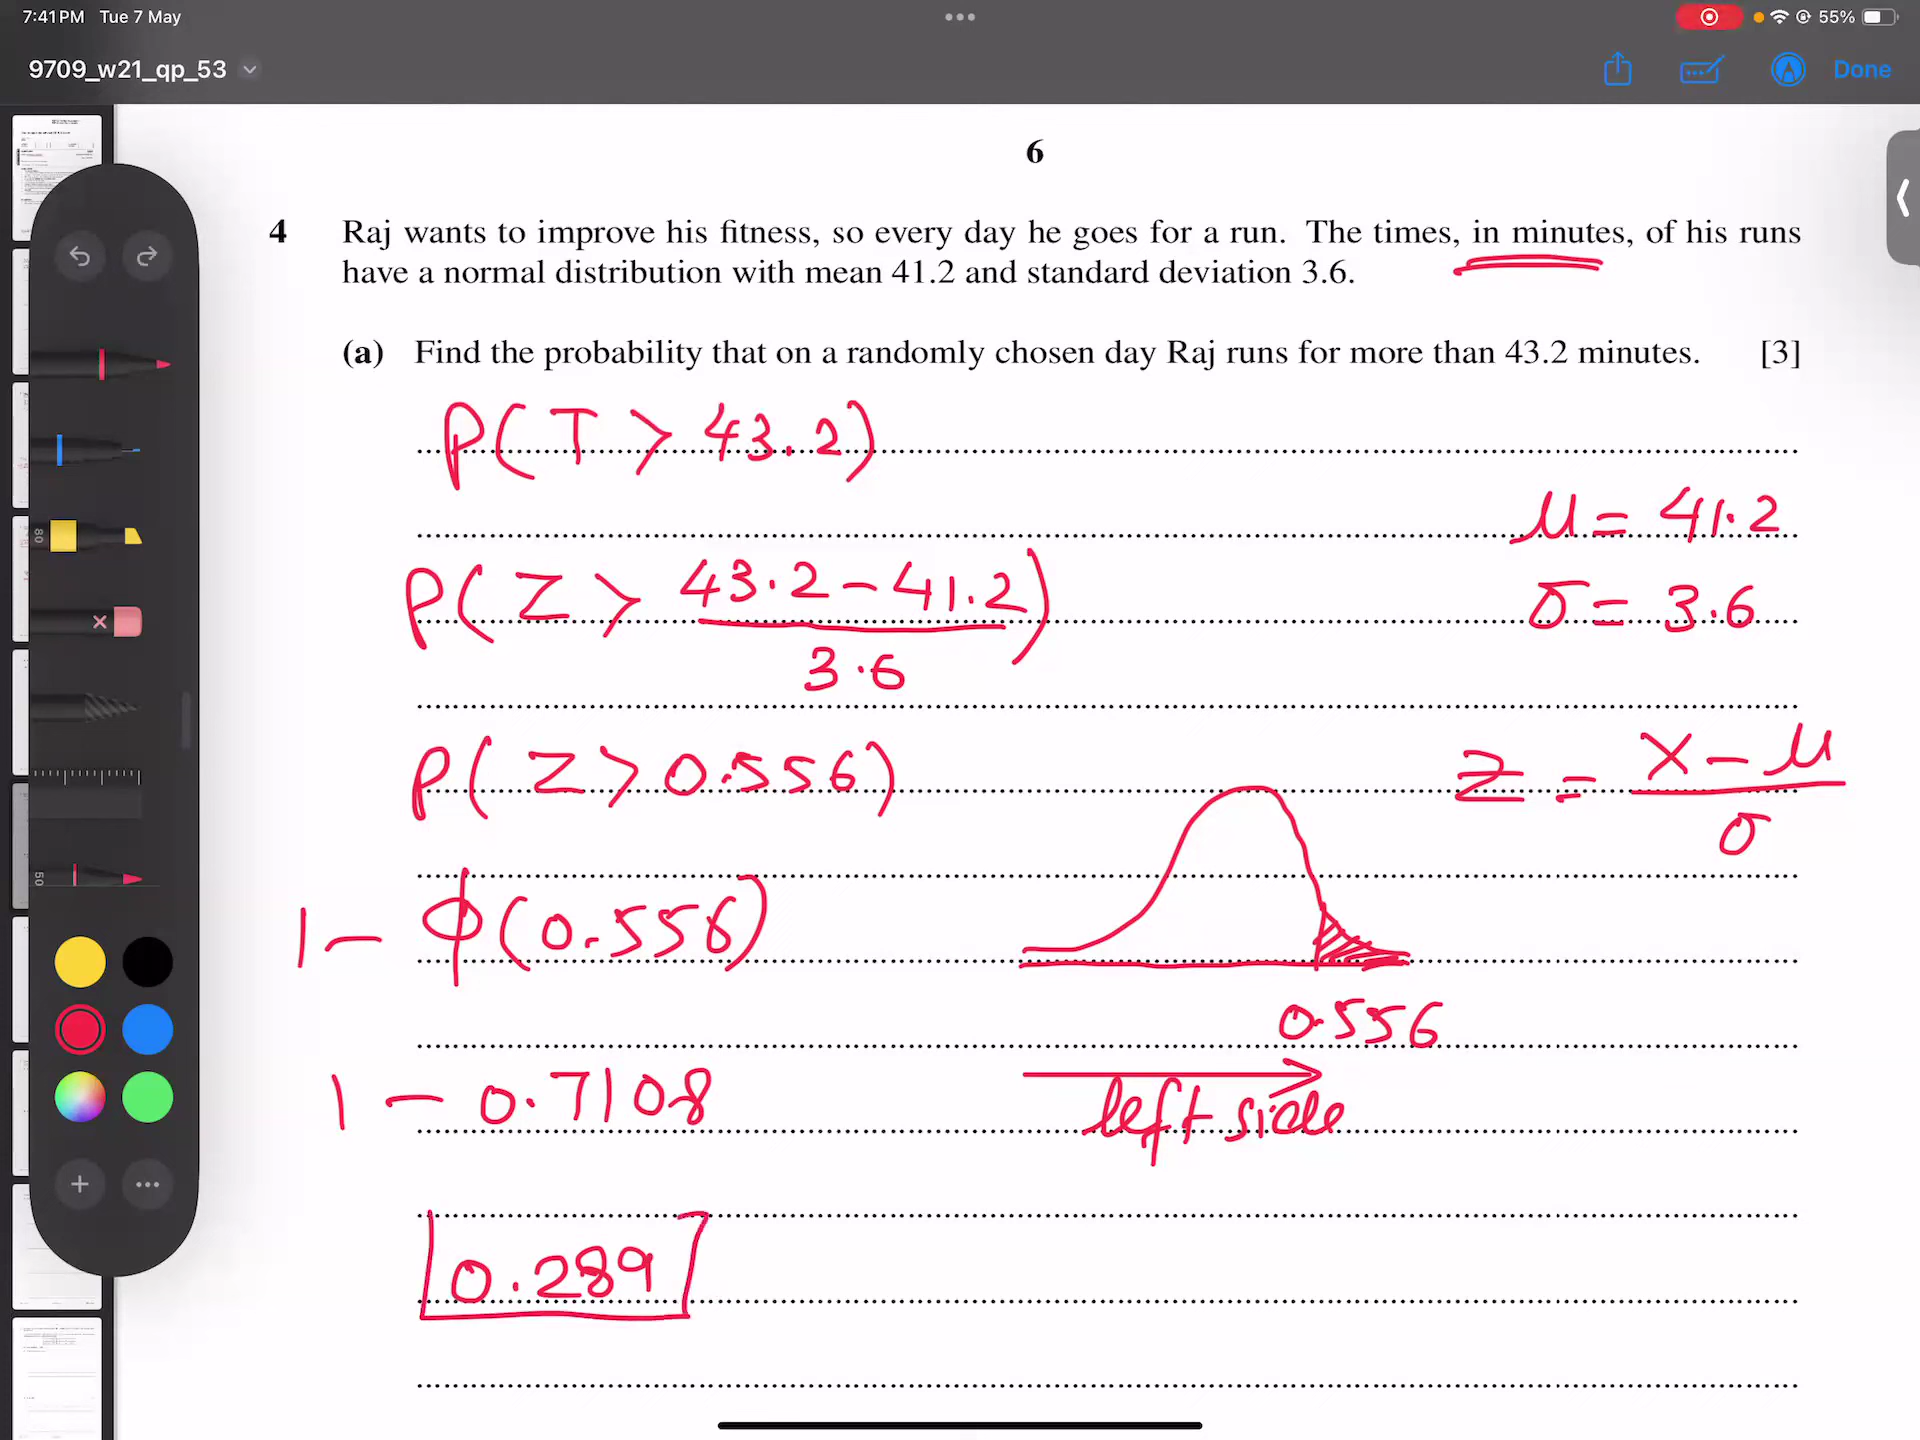 7:41 PM Tue 7 May
55%
9709_w21_qp_53
Done
6
4 Raj wants to improve his fitness, so every day he goes for a run. The times, in minutes, of his runs
have a normal distribution with mean 41.2 and standard deviation 3.6.
(a) Find the probability that on a randomly chosen day Raj runs for more than 43.2 minutes. [3]
P(T > 43.2)
μ = 41.2
P(Z > 43.2 - 41.2 / 3.6)
σ = 3.6
P(Z > 0.556)
Z = X - μ / σ
1 - ϕ(0.556)
0.556
1 - 0.7108
left side
0.289
80
50